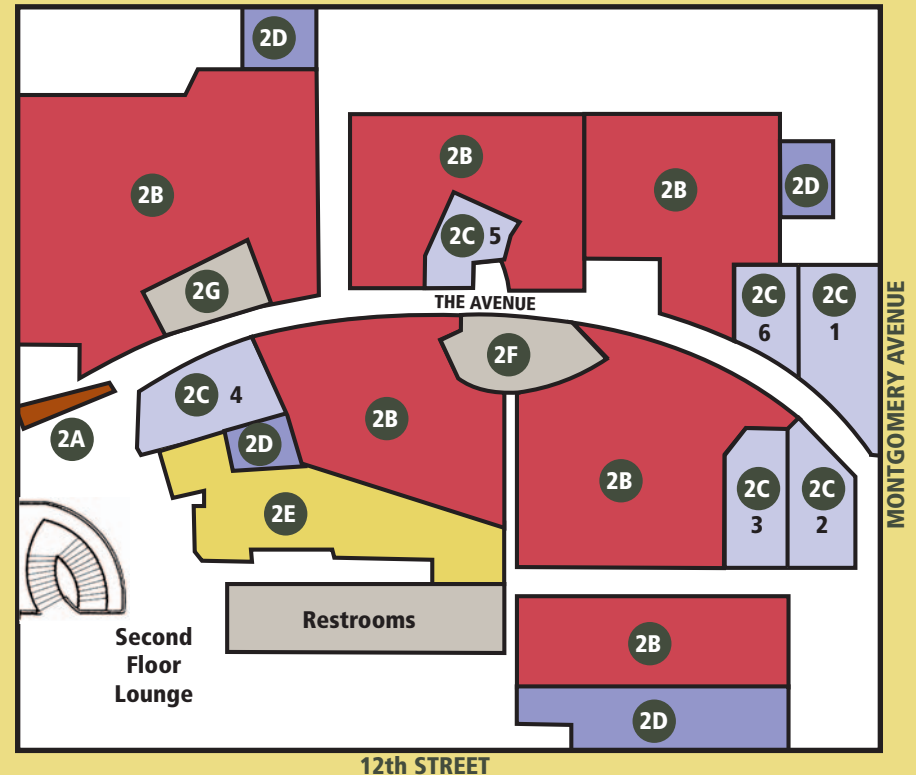 2D
2B
2B
2B
2D
2C 5
2G
2C
6
2C
1
THE AVENUE
2F
2C 4
2B
2A
2D
2B
2C
3
2C
2
2E
MONTGOMERY AVENUE
Restrooms
Second
Floor
Lounge
2B
2D
12th STREET